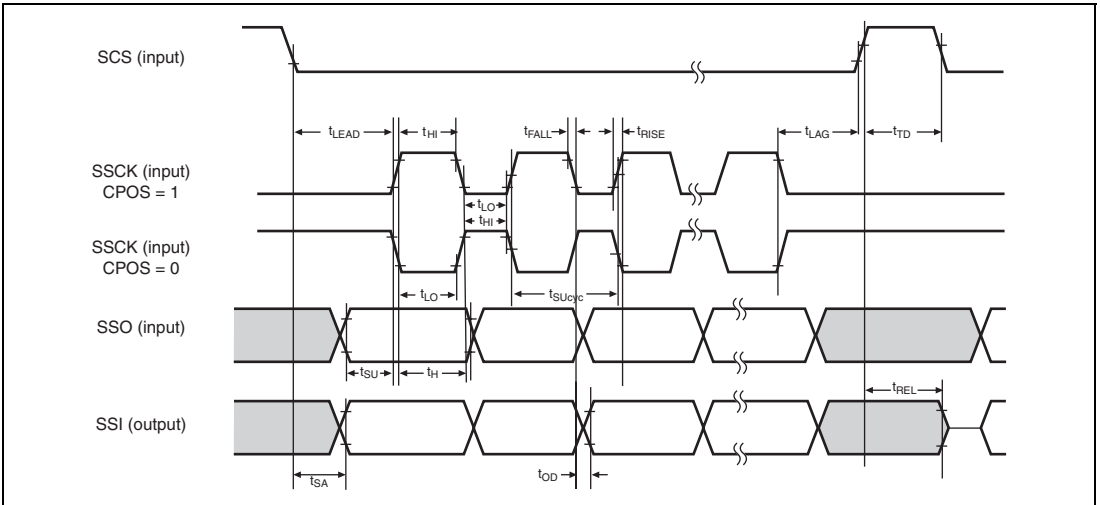 SCS (input)
tLEAD
tHI
tFALL
tRISE
tLAG
tTD
SSCK (input)
CPOS = 1
tLO
tHI
SSCK (input)
CPOS = 0
tLO
tSUcyc
SSO (input)
tSU
tH
tREL
SSI (output)
tSA
tOD